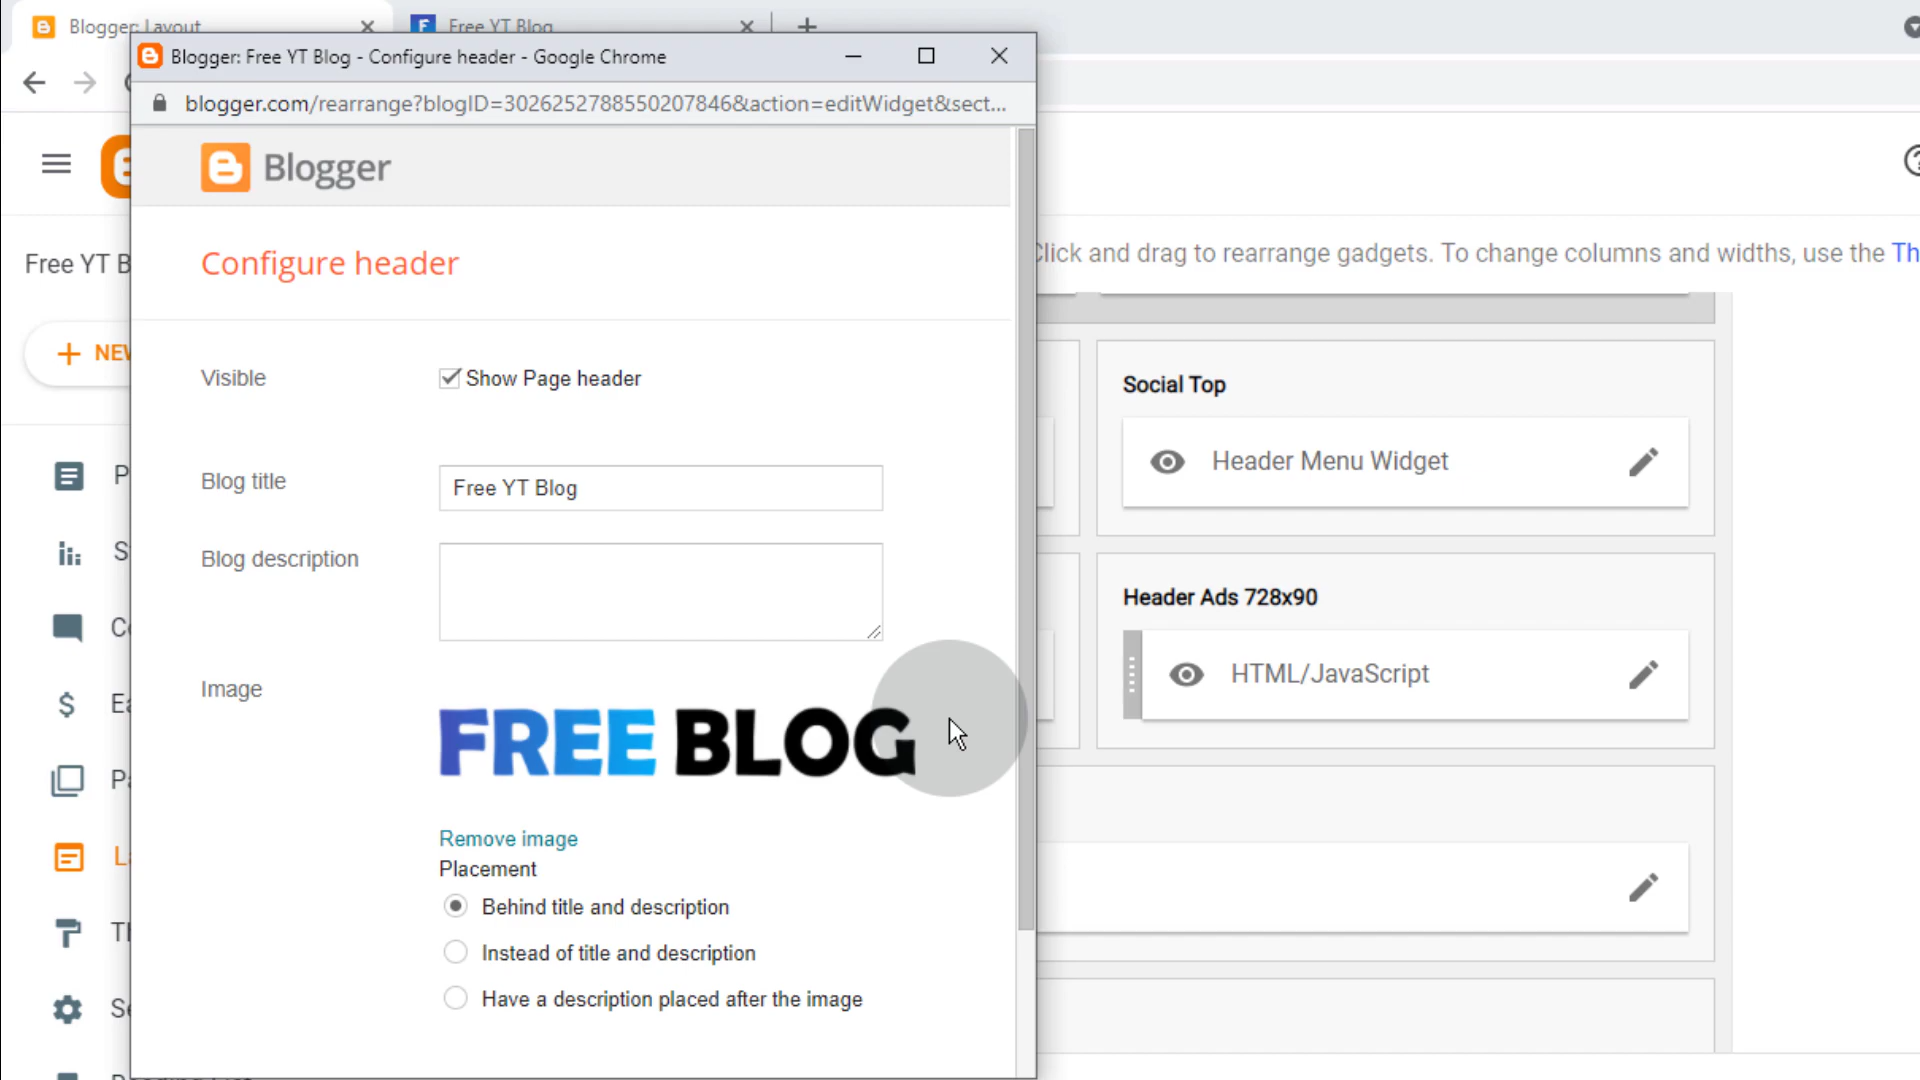 Blogger: Layout
Free YT Blog
Blogger: Free YT Blog - Configure header - Google Chrome
blogger.com/rearrange?blogID=3026252788550207846&action=editWidget&sect...
Blogger
Free YT B
Configure header
Click and drag to rearrange gadgets. To change columns and widths, use the Th
NEW
Visible
Show Page header
Social Top
Header Menu Widget
Blog title
Free YT Blog
Blog description
Header Ads 728x90
HTML/JavaScript
Image
FREE BLOG
Remove image
Placement
Behind title and description
Instead of title and description
Have a description placed after the image